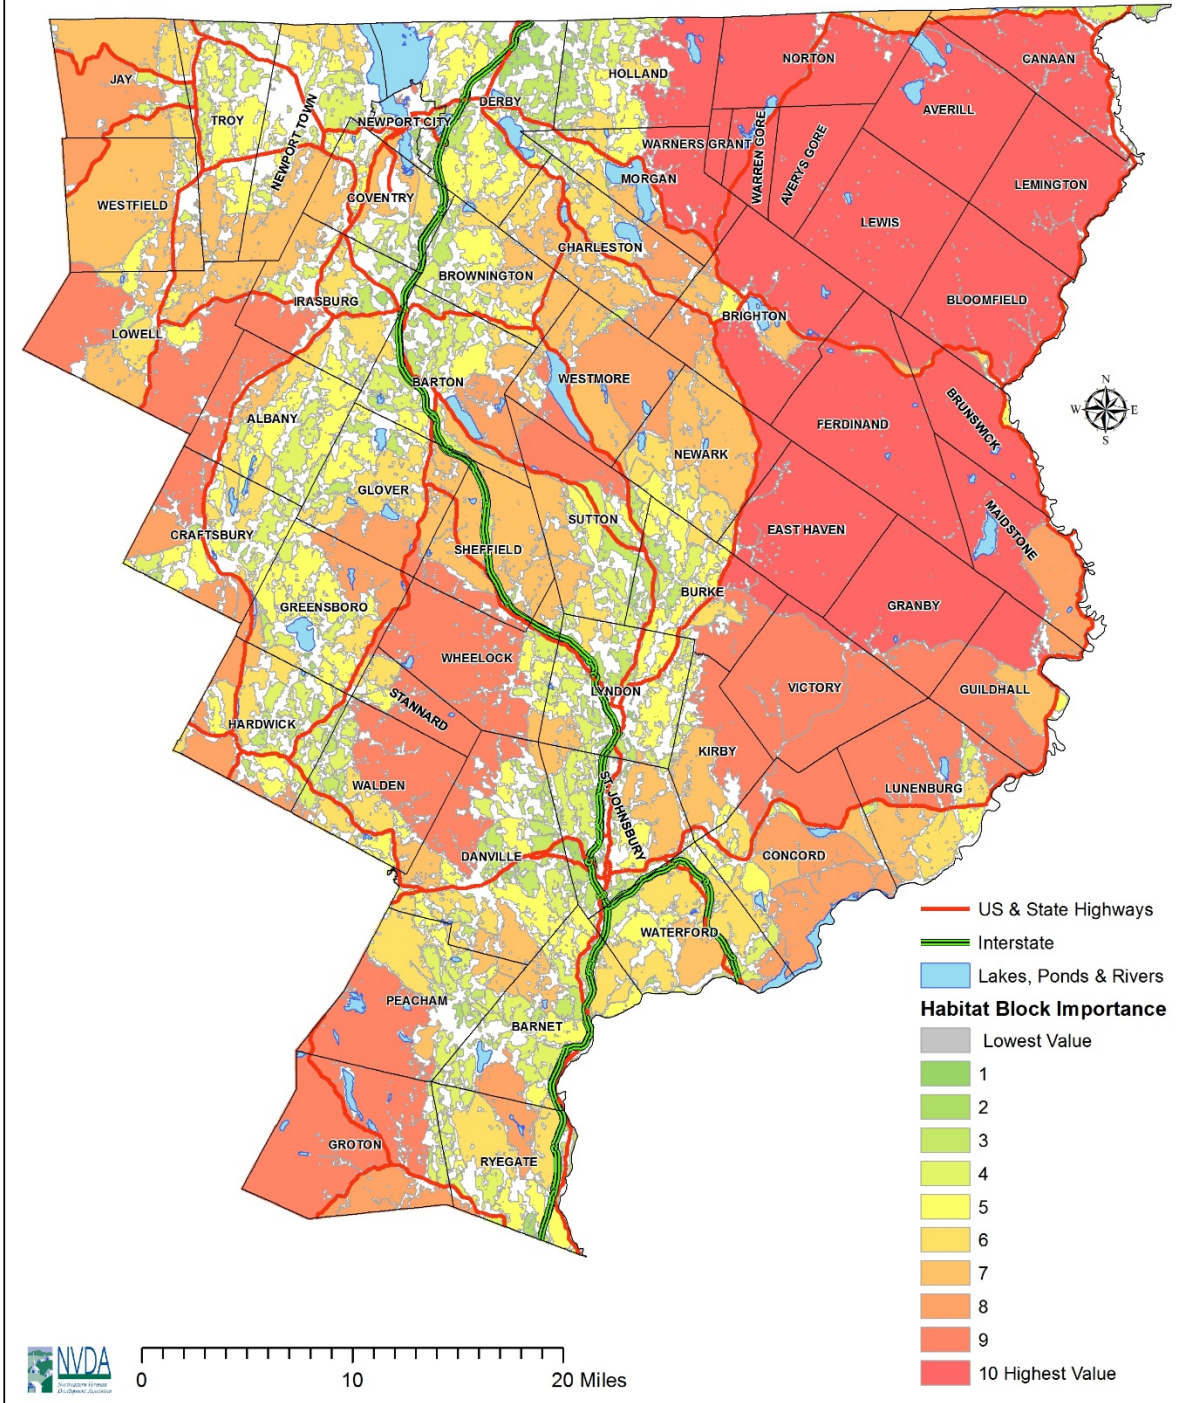 NORTON
CANAAN
HOLLAND
JAY
DERBY
AVERILL
TROY
NEWPORT TOWN
NEWPORT CITY
WARNERS GRANT
WARREN GORE
AVERYS GORE
MORGAN
LEMINGTON
COVENTRY
WESTFIELD
LEWIS
CHARLESTON
BROWNINGTON
IRASBURG
BLOOMFIELD
BRIGHTON
LOWELL
N
W E
S
WESTMORE
BARTON
BRUNSWICK
ALBANY
FERDINAND
NEWARK
GLOVER
SUTTON
EAST HAVEN
MAIDSTONE
CRAFTSBURY
SHEFFIELD
BURKE
GREENSBORO
GRANBY
WHEELOCK
VICTORY
GUILDHALL
LYNDON
STANNARD
HARDWICK
KIRBY
WALDEN
LUNENBURG
ST. JOHNSBURY
DANVILLE
CONCORD
WATERFORD
PEACHAM
BARNET
GROTON
RYEGATE
US & State Highways
Interstate
Lakes, Ponds & Rivers
Habitat Block Importance
Lowest Value
1
2
3
4
5
6
7
8
9
10 Highest Value
NVDA
Northeastern Vermont
Development Association
0 10 20 Miles